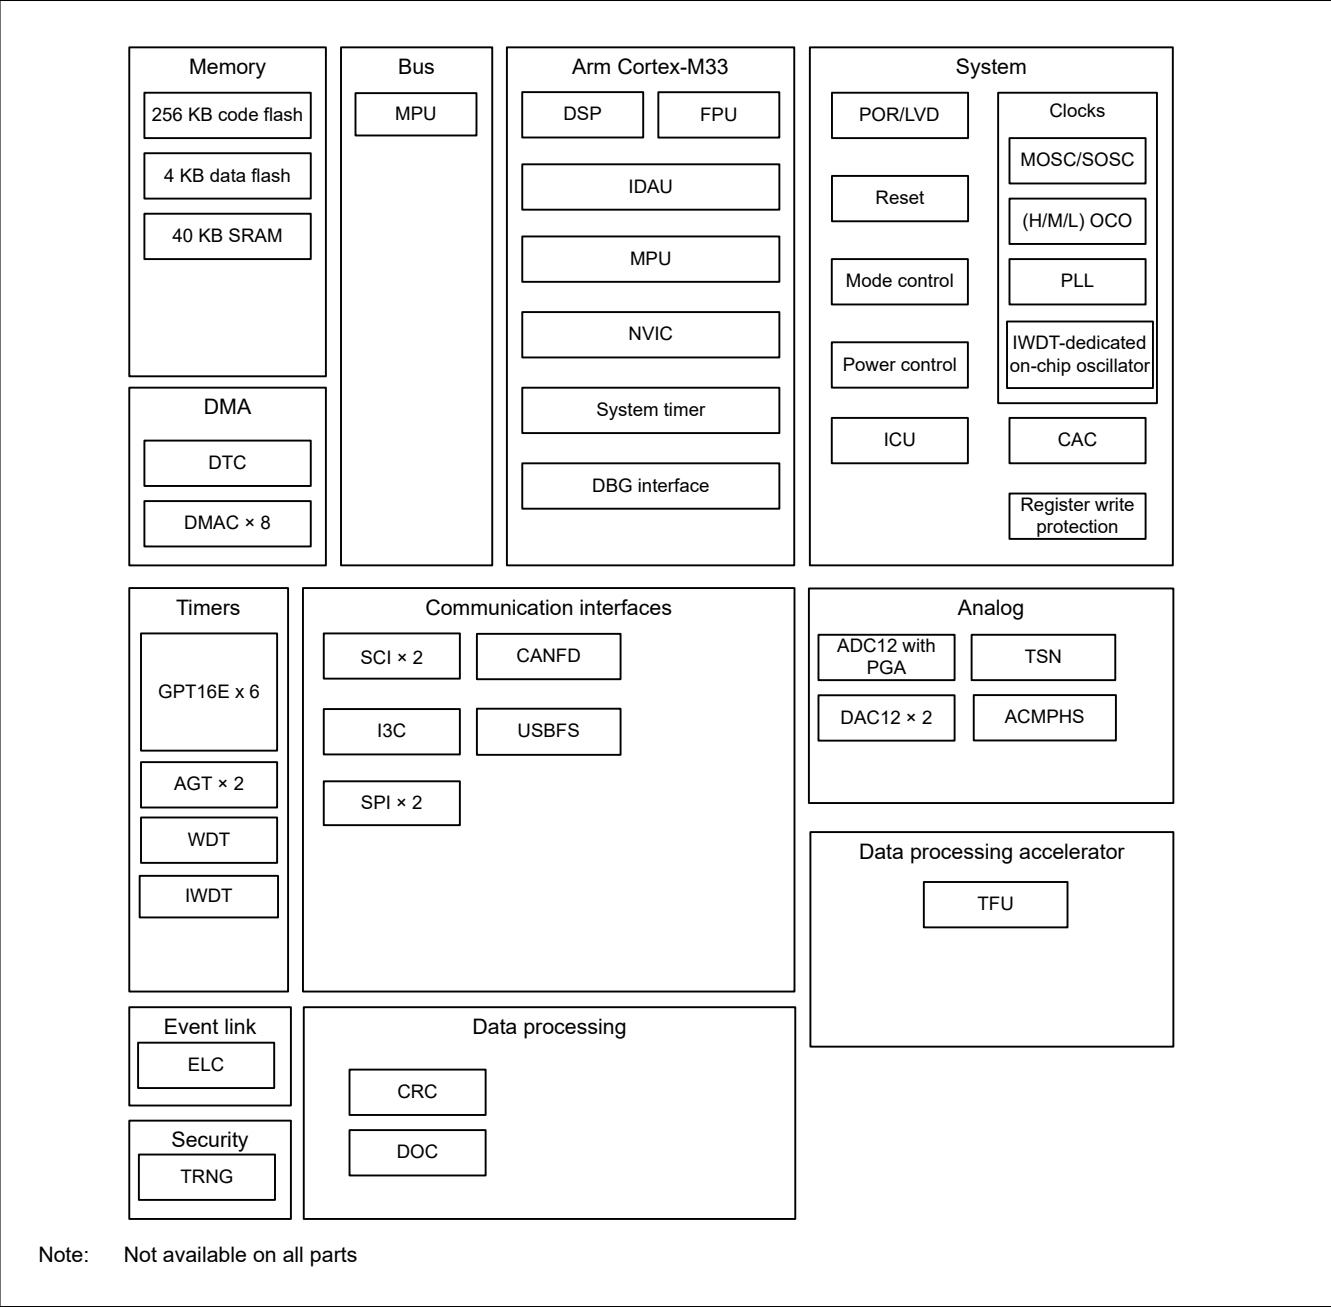 Memory
256 KB code flash
4 KB data flash
40 KB SRAM
DMA
DTC
DMAC × 8
Bus
MPU
Arm Cortex-M33
DSP
FPU
IDAU
MPU
NVIC
System timer
DBG interface
System
POR/LVD
Reset
Mode control
Power control
ICU
Clocks
MOSC/SOSC
(H/M/L) OCO
PLL
IWDT-dedicated
on-chip oscillator
CAC
Register write
protection
Timers
GPT16E x 6
AGT × 2
WDT
IWDT
Communication interfaces
SCI × 2
CANFD
I3C
USBFS
SPI × 2
Analog
ADC12 with
PGA
TSN
DAC12 × 2
ACMPHS
Data processing accelerator
TFU
Event link
ELC
Security
TRNG
Data processing
CRC
DOC
Note: Not available on all parts